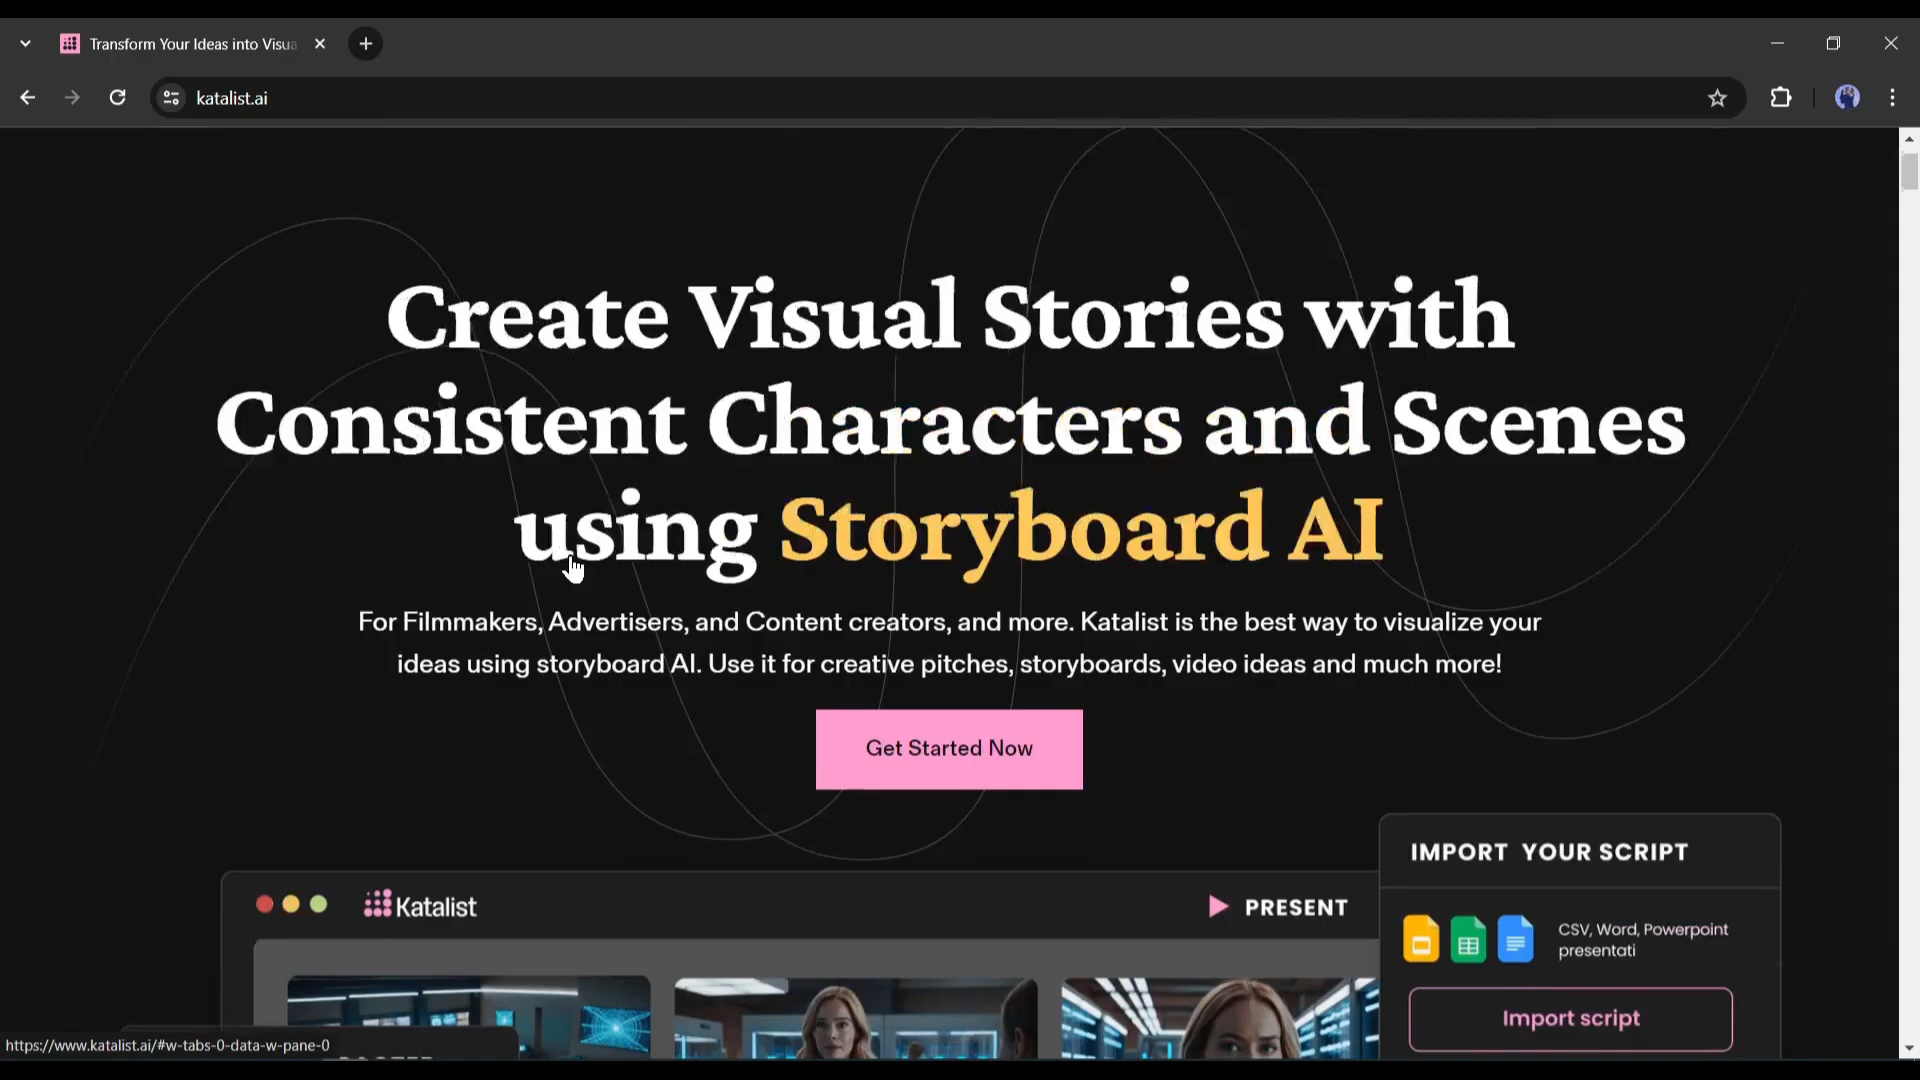 Transform Your Ideas into Visua
katalist.ai
Create Visual Stories with
Consistent Characters and Scenes
using Storyboard AI
For Filmmakers, Advertisers, and Content creators, and more. Katalist is the best way to visualize your
ideas using storyboard AI. Use it for creative pitches, storyboards, video ideas and much more!
Get Started Now
IMPORT YOUR SCRIPT
Katalist
PRESENT
CSV, Word, Powerpoint
presentati
Import script
https://www.katalist.ai/#w-tabs-0-data-w-pane-0